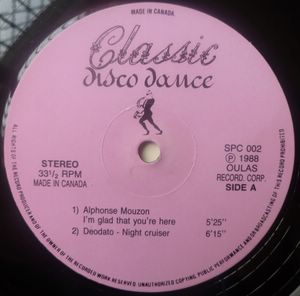 MADE IN CANADA
Classic
disco dance
STEREO
33½ RPM
MADE IN CANADA
SPC 002
℗ 1988
OULAS
RECORD. CORP.
SIDE A
1) Alphonse Mouzon
I'm glad that you're here 5'25"
2) Deodato - Night cruiser 6'15"
ALL RIGHTS OF THE RECORD PRODUCER AND OF THE OWNER OF THE RECORDED WORK RESERVED. UNAUTHORIZED COPYING, PUBLIC PERFORMANCE AND BROADCASTING OF THIS RECORD PROHIBITED